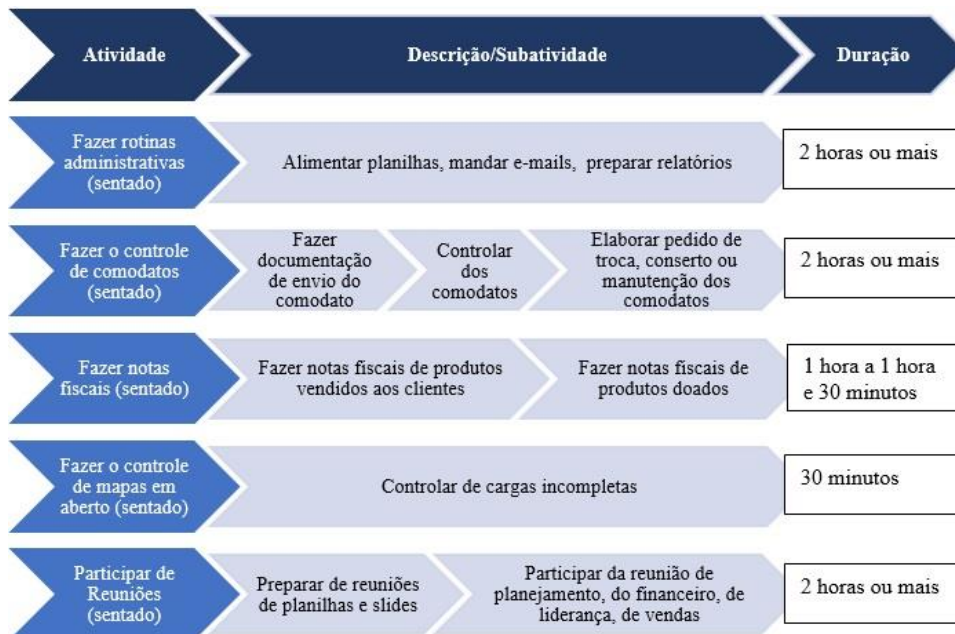 Atividade
Descrição/Subatividade
Duração
Fazer rotinas
administrativas
(sentado)
Alimentar planilhas, mandar e-mails, preparar relatórios
2 horas ou mais
Fazer o controle
de comodatos
(sentado)
Fazer
documentação
de envio do
comodato
Controlar
dos
comodatos
Elaborar pedido de
troca, conserto ou
manutenção dos
comodatos
2 horas ou mais
Fazer notas
fiscais (sentado)
Fazer notas fiscais de produtos
vendidos aos clientes
Fazer notas fiscais de
produtos doados
1 hora a 1 hora
e 30 minutos
Fazer o controle
de mapas em
aberto (sentado)
Controlar de cargas incompletas
30 minutos
Participar de
Reuniões
(sentado)
Preparar de reuniões
de planilhas e slides
Participar da reunião de
planejamento, do financeiro, de
liderança, de vendas
2 horas ou mais